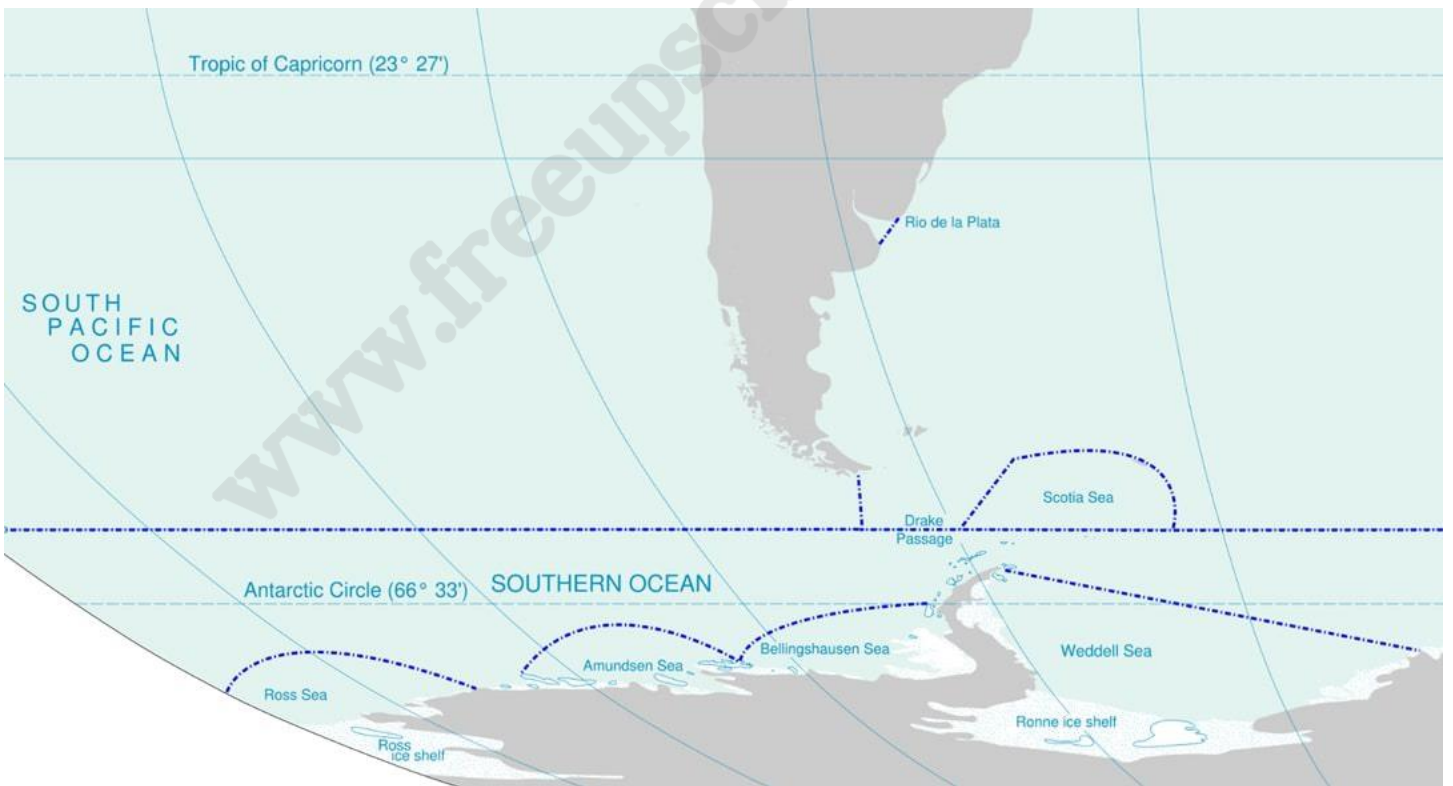 www.freeupsc
Tropic of Capricorn (23° 27')
Rio de la Plata
SOUTH
PACIFIC
OCEAN
Scotia Sea
Drake
Passage
Antarctic Circle (66° 33')
SOUTHERN OCEAN
Bellingshausen Sea
Weddell Sea
Amundsen Sea
Ross Sea
Ronne ice shelf
Ross
ice shelf